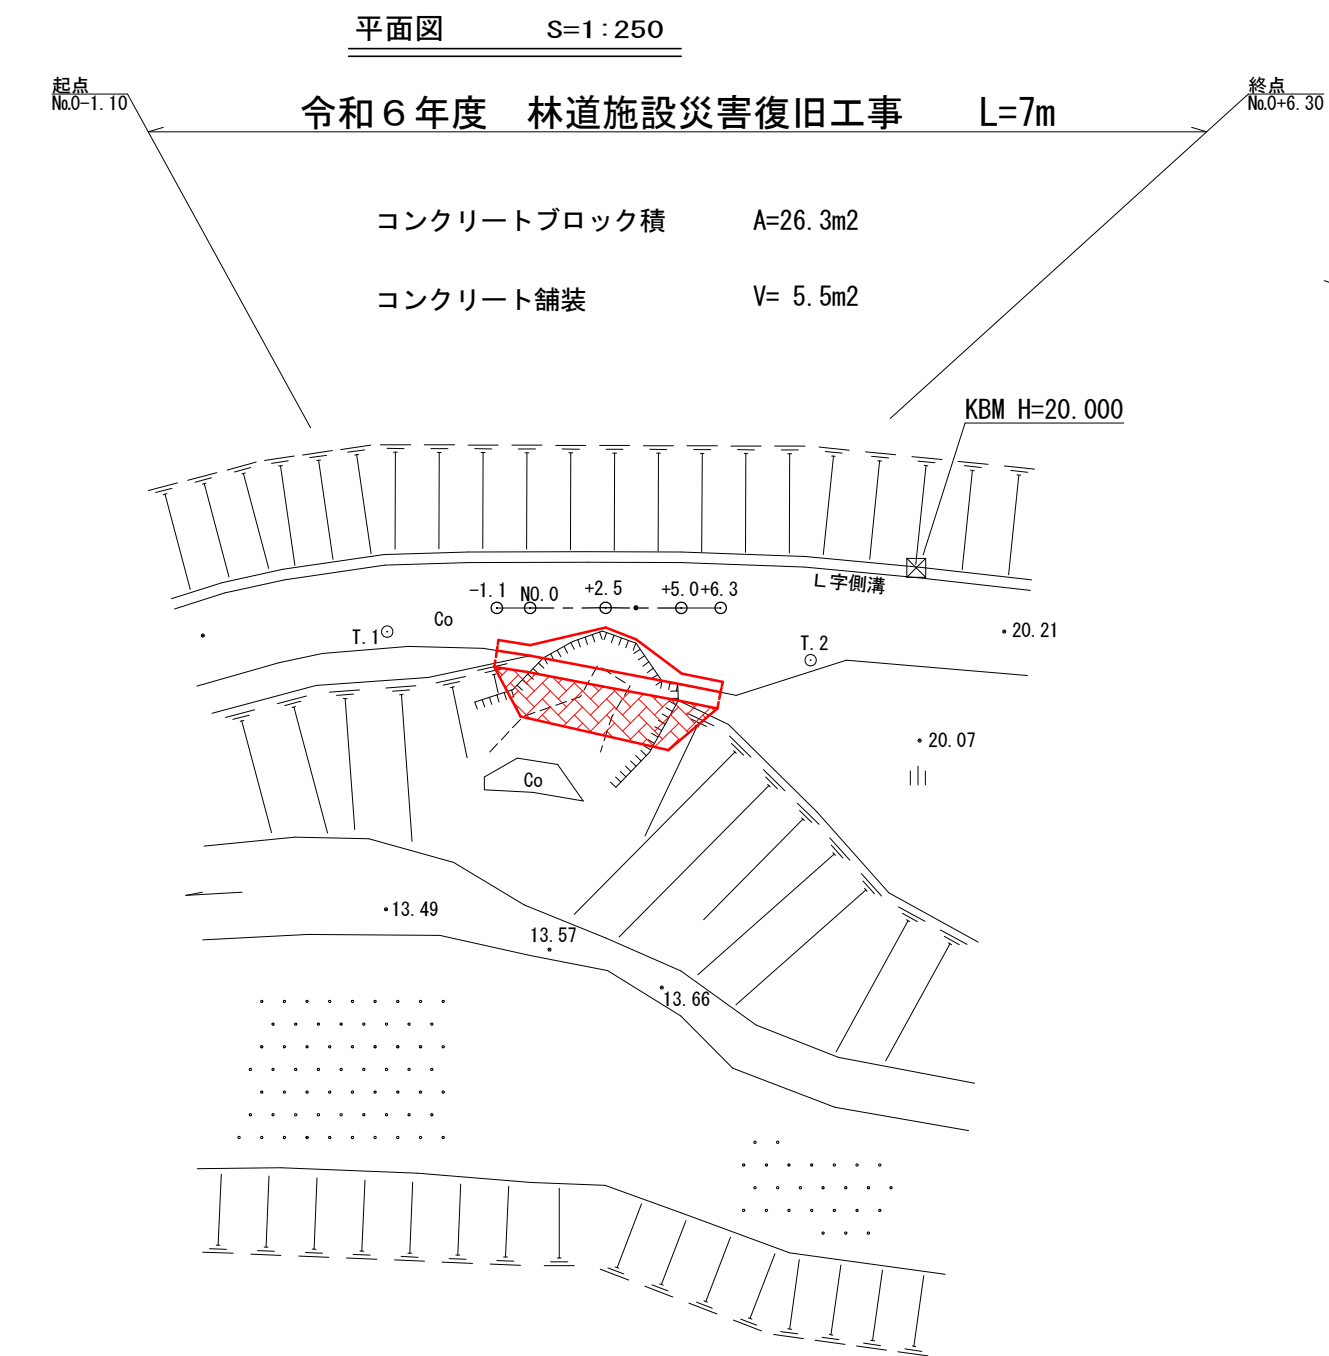 平面図 S=1:250
起点
No.0-1.10
終点
No.0+6.30
令和６年度 林道施設災害復旧工事 L=7m
コンクリートブロック積 A=26.3m2
コンクリート舗装 V= 5.5m2
KBM H=20.000
L字側溝
-1.1 NO.0 +2.5 +5.0 +6.3
Co
T.1
T.2
20.21
20.07
Co
13.49
13.57
13.66